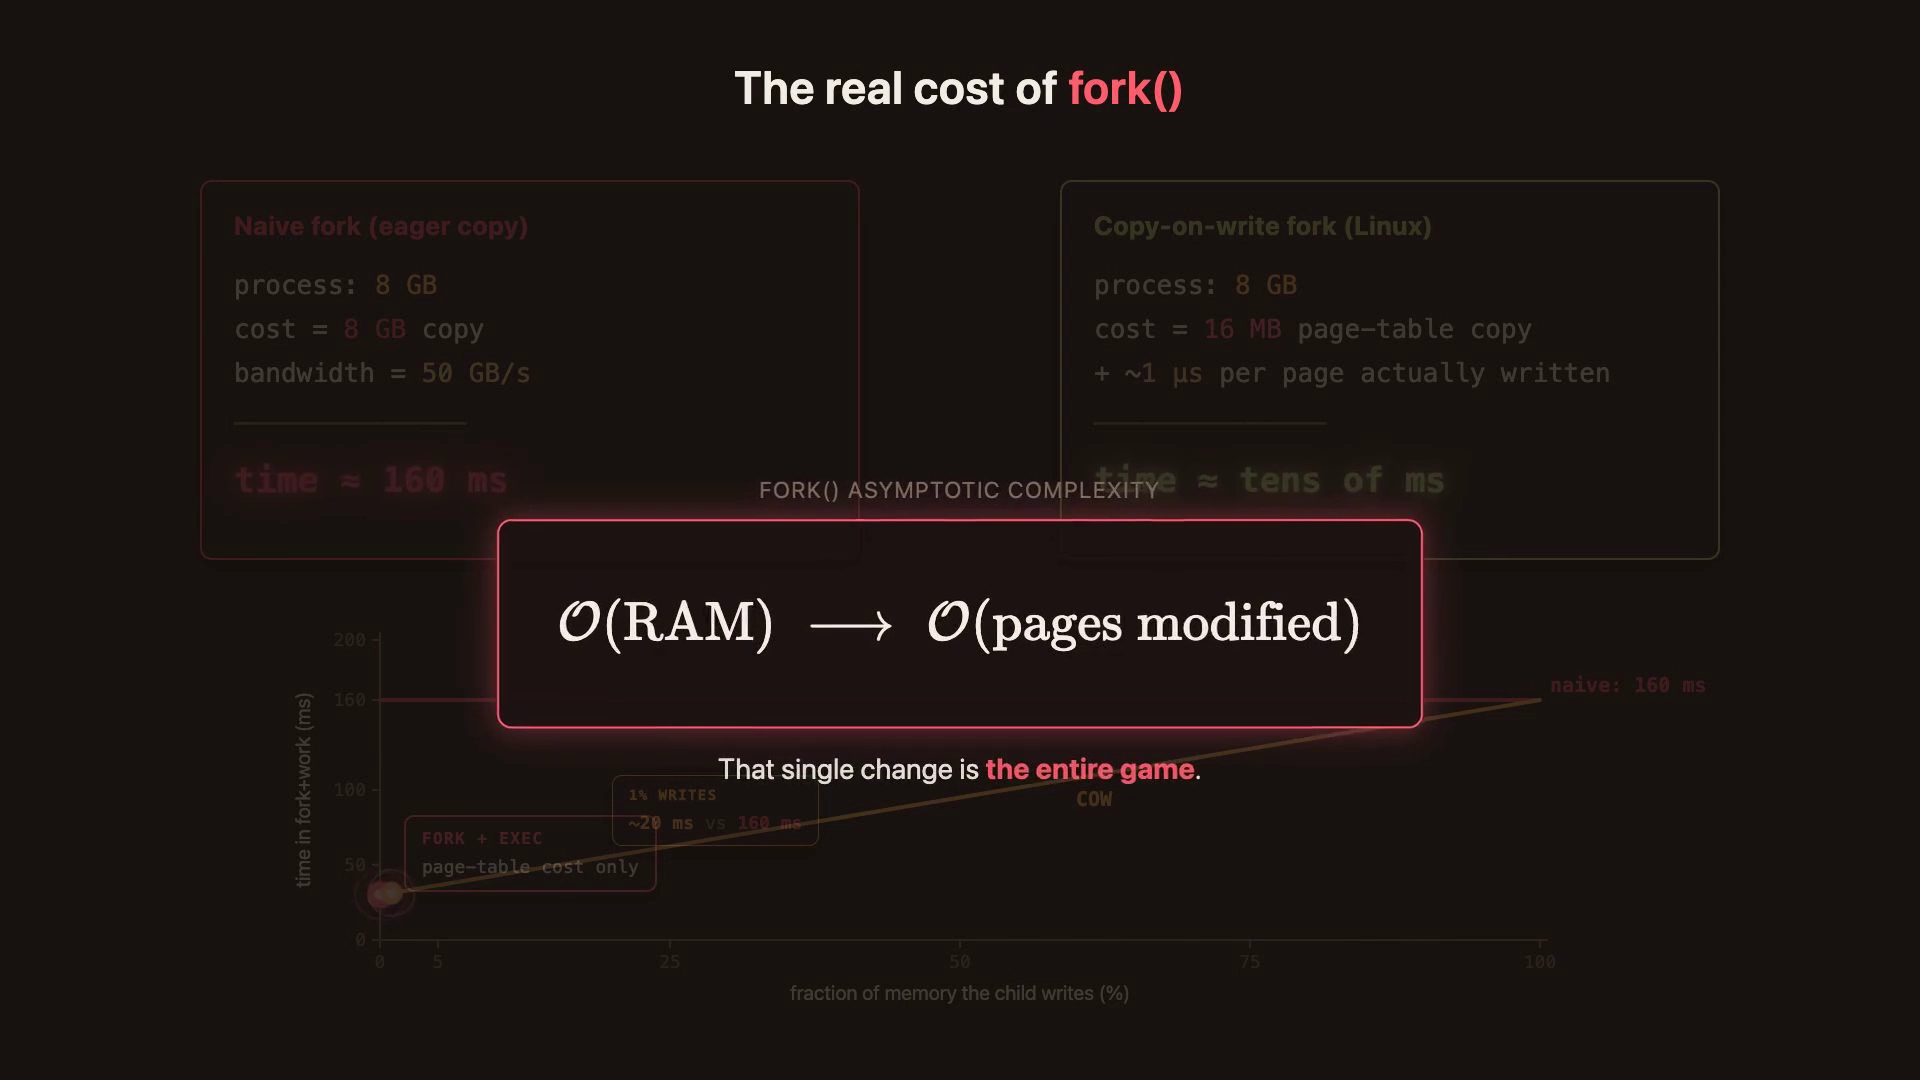 The real cost of fork()
Naive fork (eager copy)
process: 8 GB
cost = 8 GB copy
bandwidth = 50 GB/s
time ≈ 160 ms
Copy-on-write fork (Linux)
process: 8 GB
cost = 16 MB page-table copy
+ ~1 µs per page actually written
time ≈ tens of ms
FORK() ASYMPTOTIC COMPLEXITY
𝒪(RAM) ⟶ 𝒪(pages modified)
That single change is the entire game.
time in fork+work (ms)
200
160
100
50
0
naive: 160 ms
COW
1% WRITES
~20 ms vs 160 ms
FORK + EXEC
page-table cost only
0 5 25 50 75 100
fraction of memory the child writes (%)